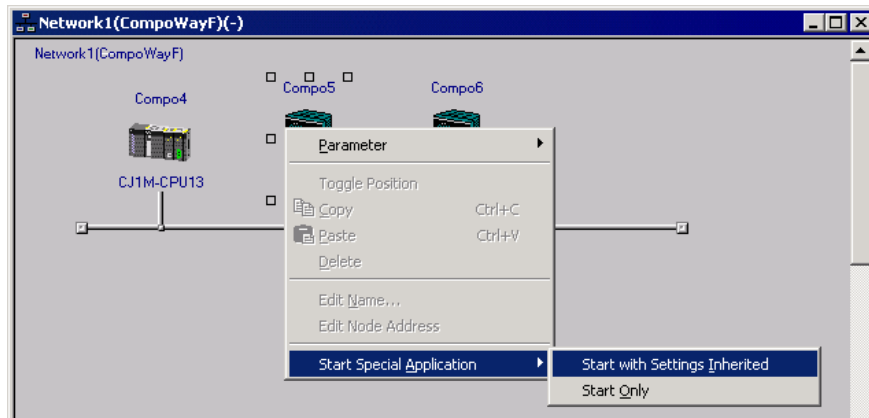 Network1(CompoWayF)(-)
Network1(CompoWayF)
Compo4
Compo5
Compo6
CJ1M-CPU13
Parameter
Toggle Position
Copy Ctrl+C
Paste Ctrl+V
Delete
Edit Name...
Edit Node Address
Start Special Application
Start with Settings Inherited
Start Only